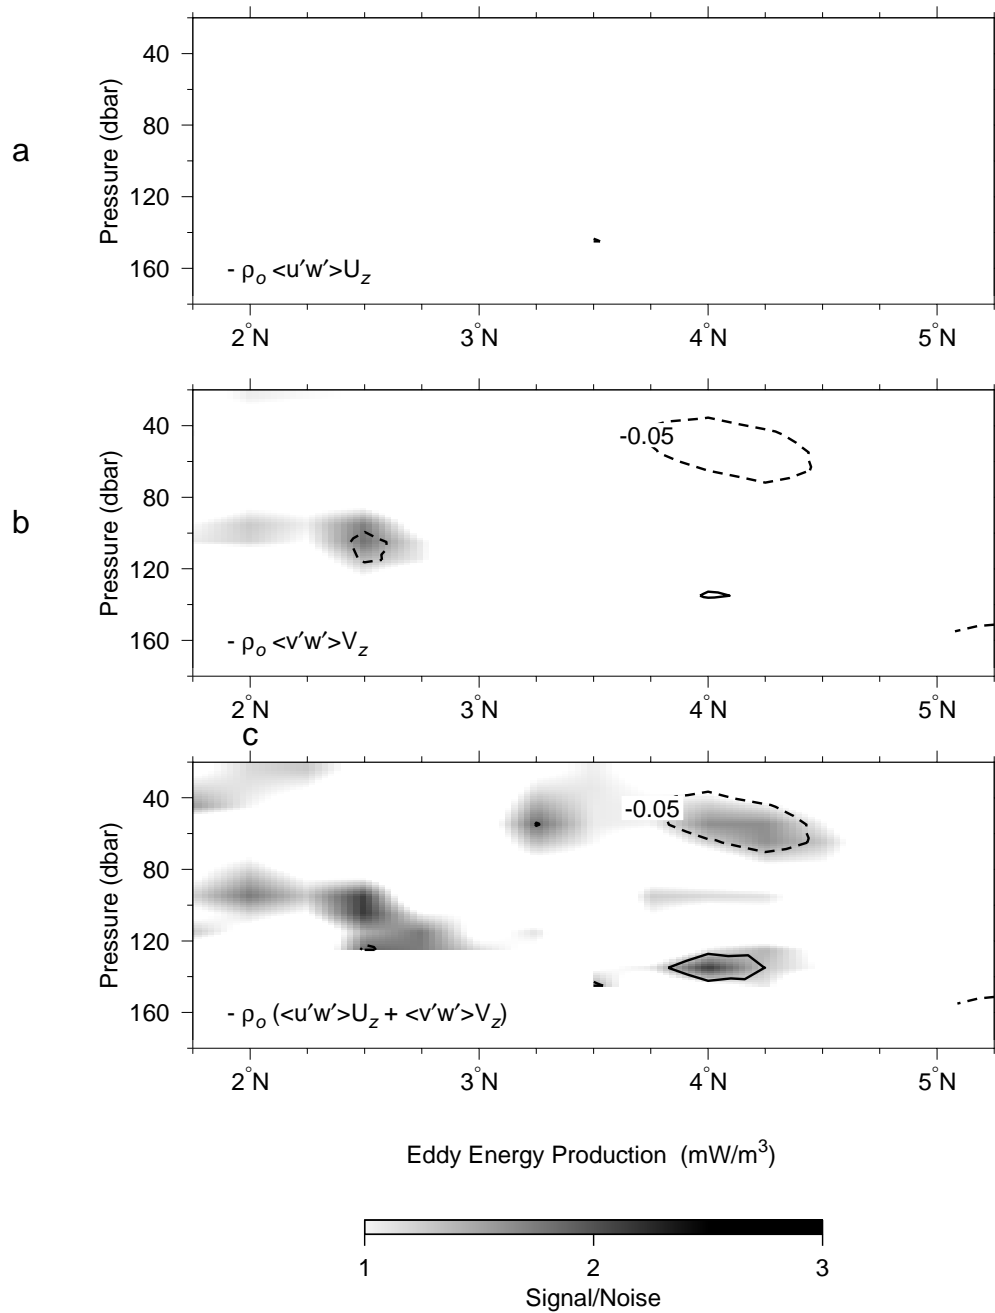 a
Pressure (dbar)
40
80
120
160
- ρo <u′w′>Uz
2°N 3°N 4°N 5°N
b
Pressure (dbar)
40
80
120
160
-0.05
- ρo <v′w′>Vz
2°N 3°N 4°N 5°N
c
Pressure (dbar)
40
80
120
160
-0.05
- ρo (<u′w′>Uz + <v′w′>Vz)
2°N 3°N 4°N 5°N
Eddy Energy Production (mW/m3)
1 2 3
Signal/Noise